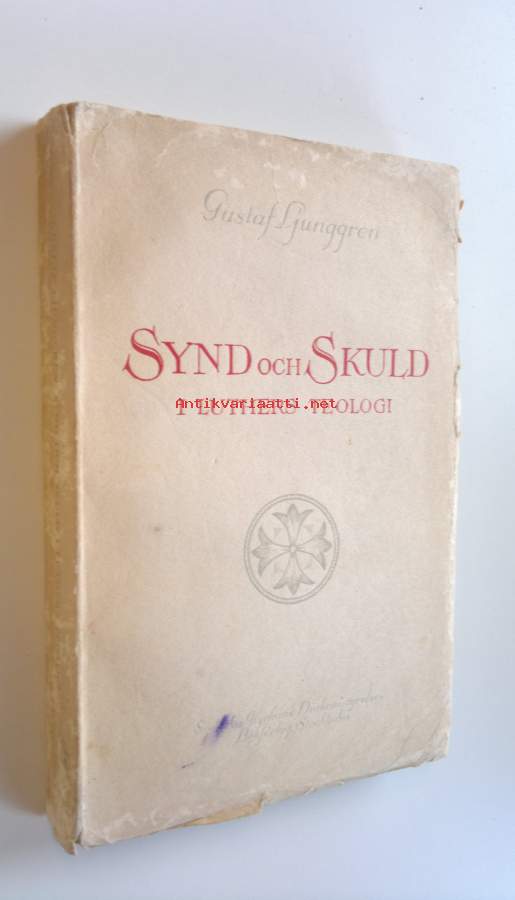 Gustaf Ljunggren
SYND OCH SKULD
I LUTHERS TEOLOGI
Antikvariaatti.net